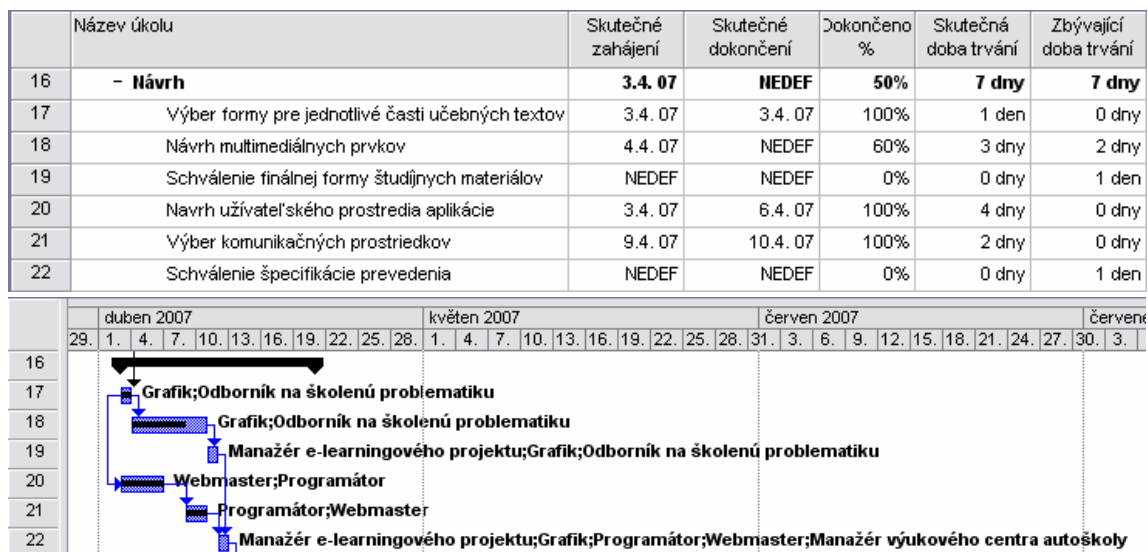 Název úkolu Skutečné zahájení Skutečné dokončení Dokončeno % Skutečná doba trvání Zbývající doba trvání
16 − Návrh 3.4. 07 NEDEF 50% 7 dny 7 dny
17 Výber formy pre jednotlivé časti učebných textov 3.4. 07 3.4. 07 100% 1 den 0 dny
18 Návrh multimediálnych prvkov 4.4. 07 NEDEF 60% 3 dny 2 dny
19 Schválenie finálnej formy študíjnych materiálov NEDEF NEDEF 0% 0 dny 1 den
20 Navrh užívateľského prostredia aplikácie 3.4. 07 6.4. 07 100% 4 dny 0 dny
21 Výber komunikačných prostriedkov 9.4. 07 10.4. 07 100% 2 dny 0 dny
22 Schválenie špecifikácie prevedenia NEDEF NEDEF 0% 0 dny 1 den
duben 2007 květen 2007 červen 2007 červene
29. 1. 4. 7. 10. 13. 16. 19. 22. 25. 28. 1. 4. 7. 10. 13. 16. 19. 22. 25. 28. 31. 3. 6. 9. 12. 15. 18. 21. 24. 27. 30. 3.
16
17 Grafik;Odborník na školenú problematiku
18 Grafik;Odborník na školenú problematiku
19 Manažér e-learningového projektu;Grafik;Odborník na školenú problematiku
20 Webmaster;Programátor
21 Programátor;Webmaster
22 Manažér e-learningového projektu;Grafik;Programátor;Webmaster;Manažér výukového centra autoškoly